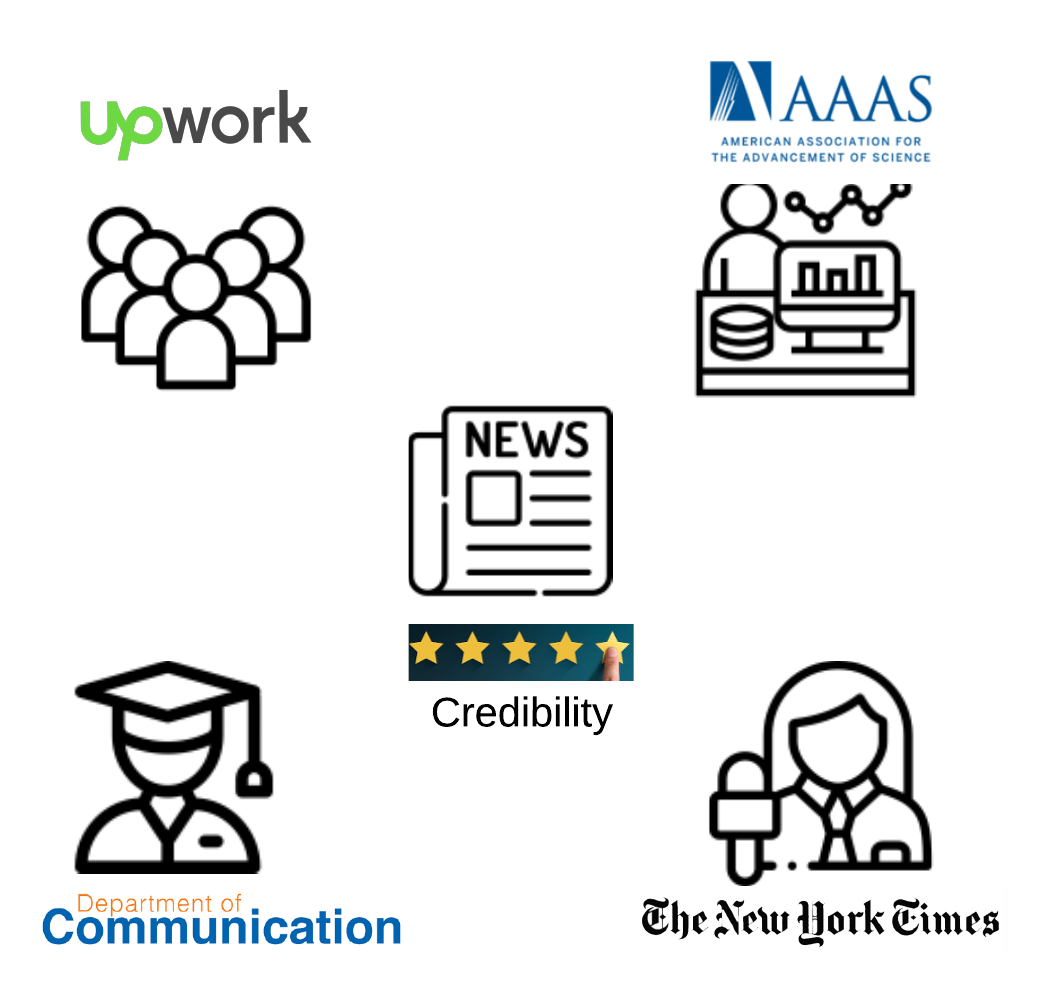 upwork
AAAS
AMERICAN ASSOCIATION FOR
THE ADVANCEMENT OF SCIENCE
NEWS
Credibility
Department of
Communication
The New York Times